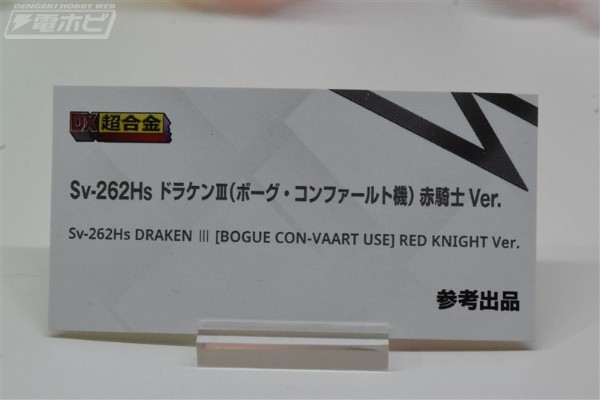 DENGEKI HOBBY WEB
電ホビ
DX超合金
Sv-262Hs ドラケンⅢ(ボーグ・コンファールト機) 赤騎士 Ver.
Sv-262Hs DRAKEN Ⅲ [BOGUE CON-VAART USE] RED KNIGHT Ver.
参考出品